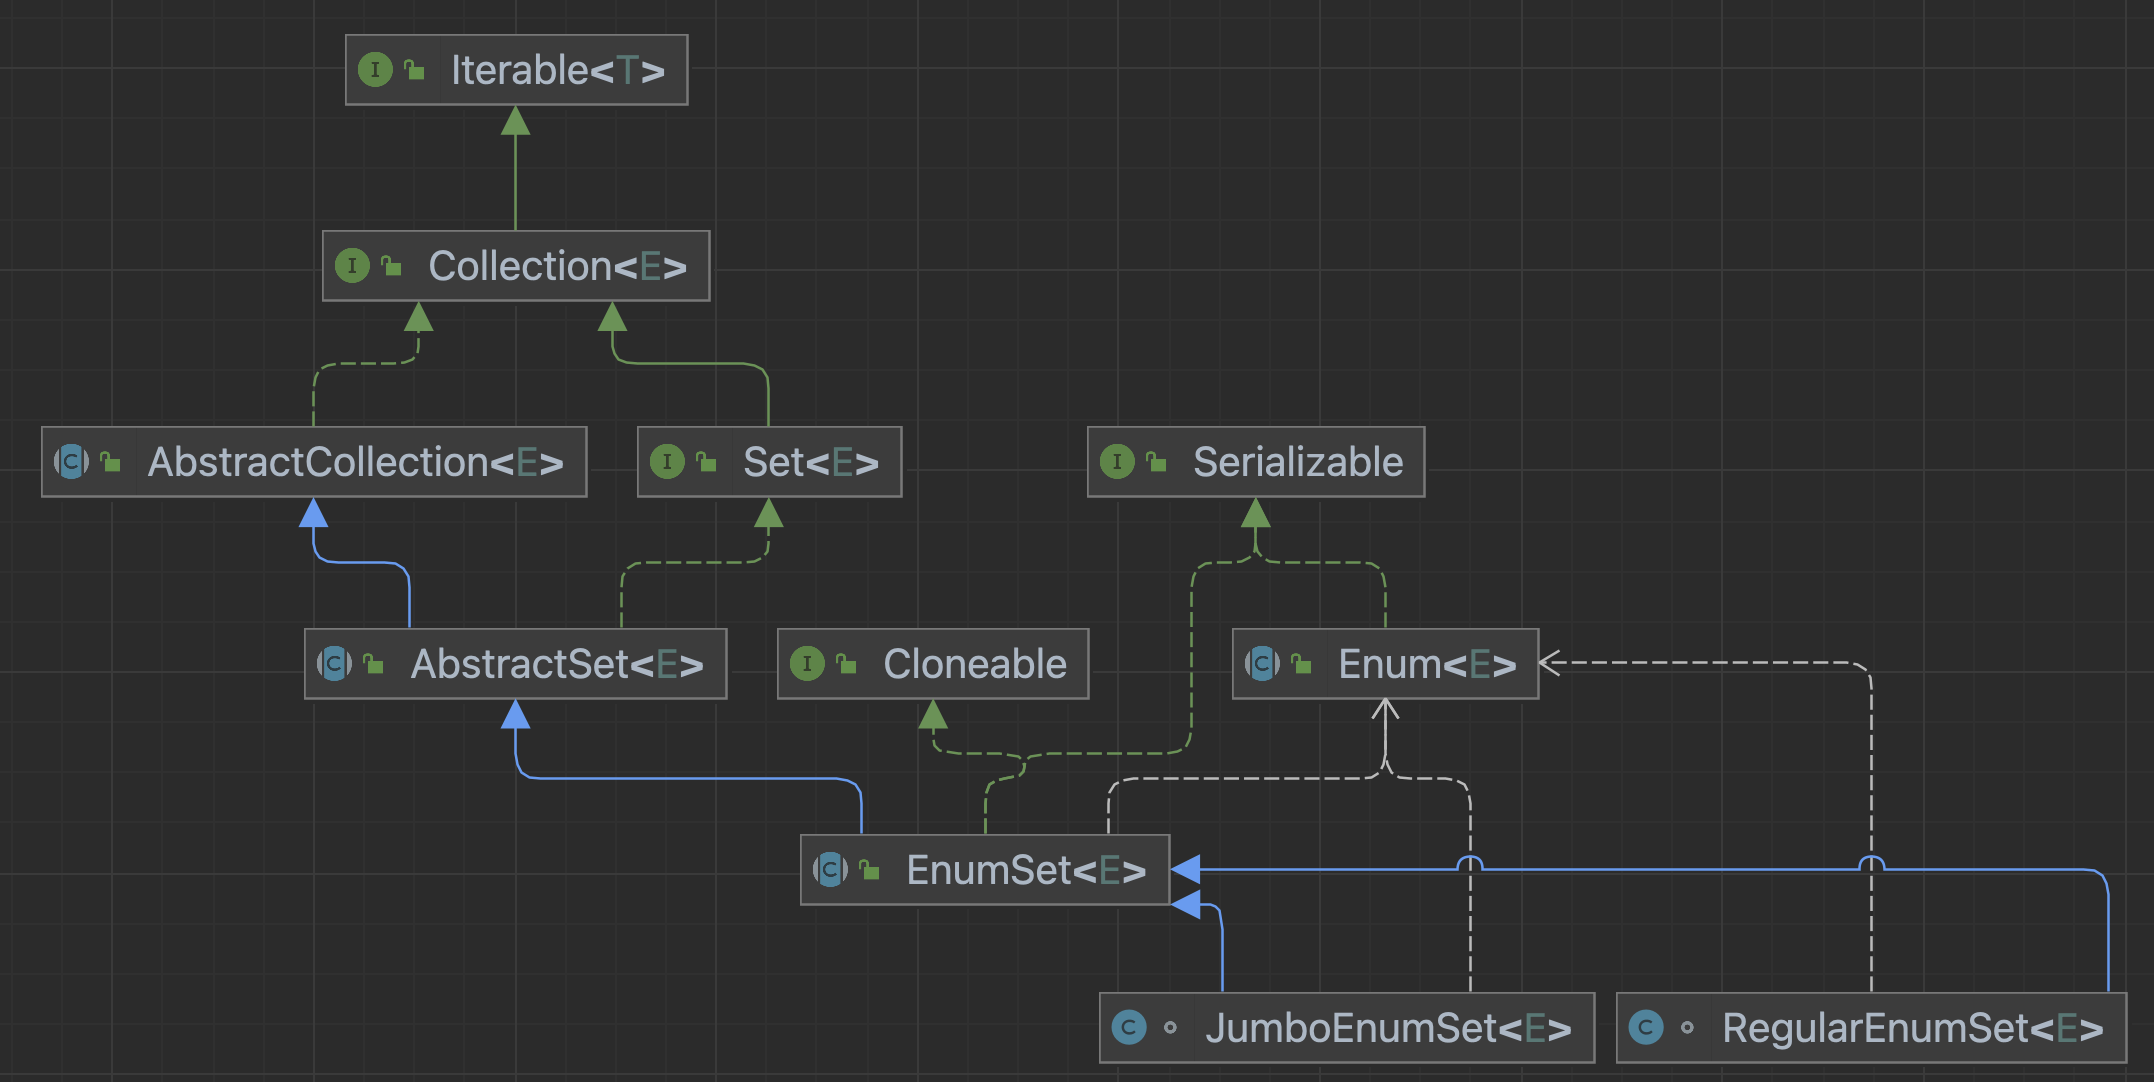 I Iterable<T>
I Collection<E>
C AbstractCollection<E>
I Set<E>
I Serializable
C AbstractSet<E>
I Cloneable
C Enum<E>
C EnumSet<E>
C JumboEnumSet<E>
C RegularEnumSet<E>